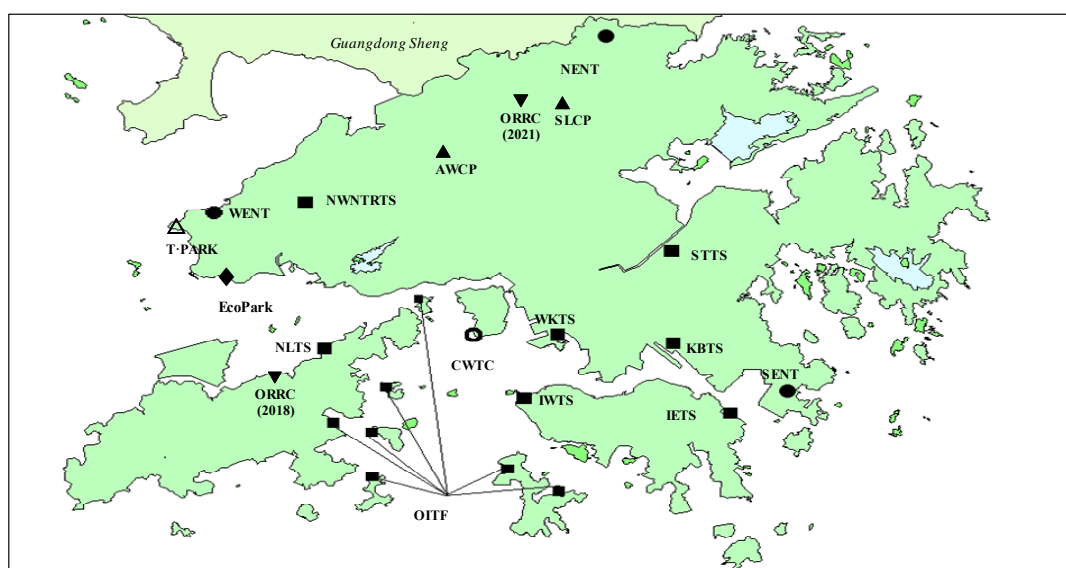 Guangdong Sheng
NENT
ORRC
(2021)
SLCP
AWCP
NWNTRTS
WENT
T·PARK
STTS
EcoPark
WKTS
NLTS
CWTC
KBTS
SENT
ORRC
(2018)
IWTS
IETS
OITF